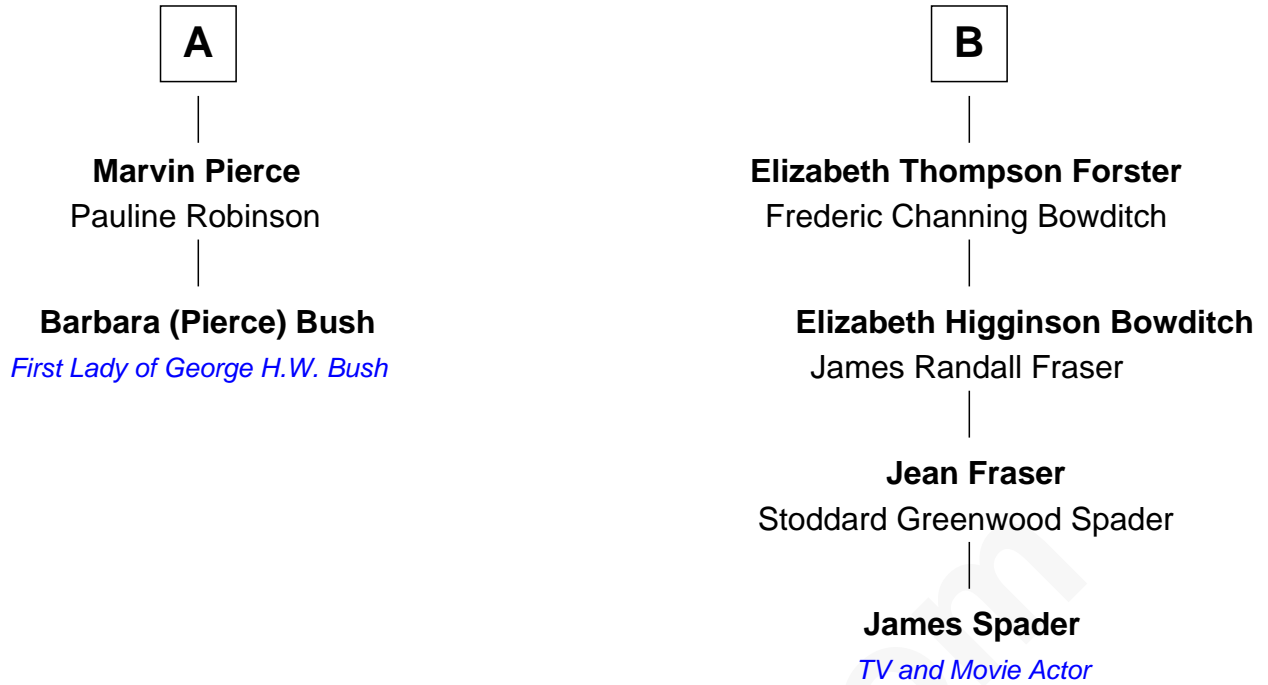 A
Marvin Pierce
Pauline Robinson
Barbara (Pierce) Bush
First Lady of George H.W. Bush
B
Elizabeth Thompson Forster
Frederic Channing Bowditch
Elizabeth Higginson Bowditch
James Randall Fraser
Jean Fraser
Stoddard Greenwood Spader
James Spader
TV and Movie Actor